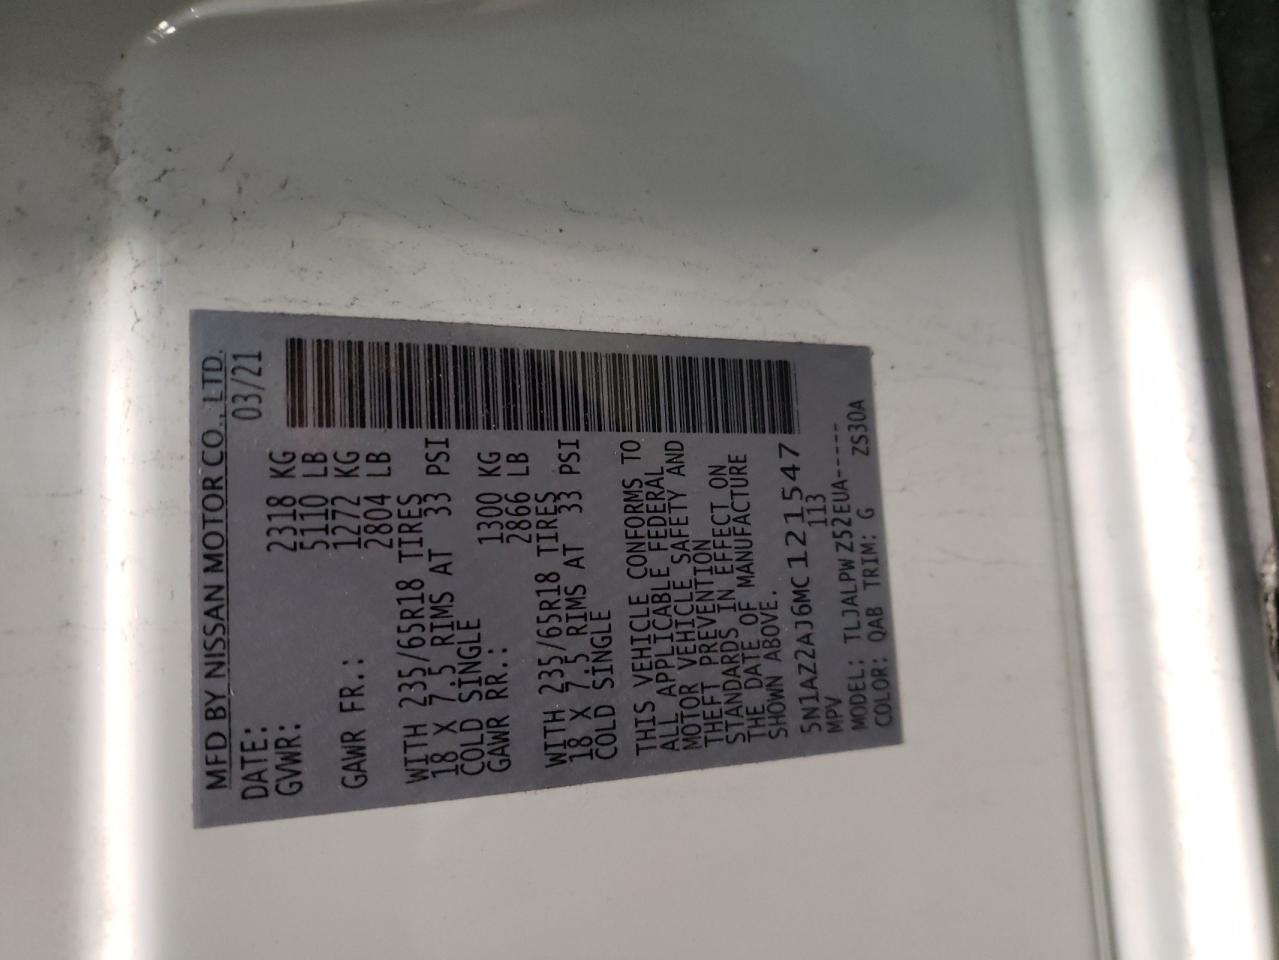 MFD BY NISSAN MOTOR CO., LTD.
DATE: 03/21
GVWR: 2318 KG
5110 LB
GAWR FR.: 1272 KG
2804 LB
WITH 235/65R18 TIRES
18 X 7.5 RIMS AT 33 PSI
COLD SINGLE
GAWR RR.: 1300 KG
2866 LB
WITH 235/65R18 TIRES
18 X 7.5 RIMS AT 33 PSI
COLD SINGLE
THIS VEHICLE CONFORMS TO
ALL APPLICABLE FEDERAL
MOTOR VEHICLE SAFETY AND
THEFT PREVENTION
STANDARDS IN EFFECT ON
THE DATE OF MANUFACTURE
SHOWN ABOVE.
5N1AZ2AJ6MC121547
MPV 113
MODEL: TLJALPWZ52EUA-----
COLOR: QAB TRIM: G ZS30A